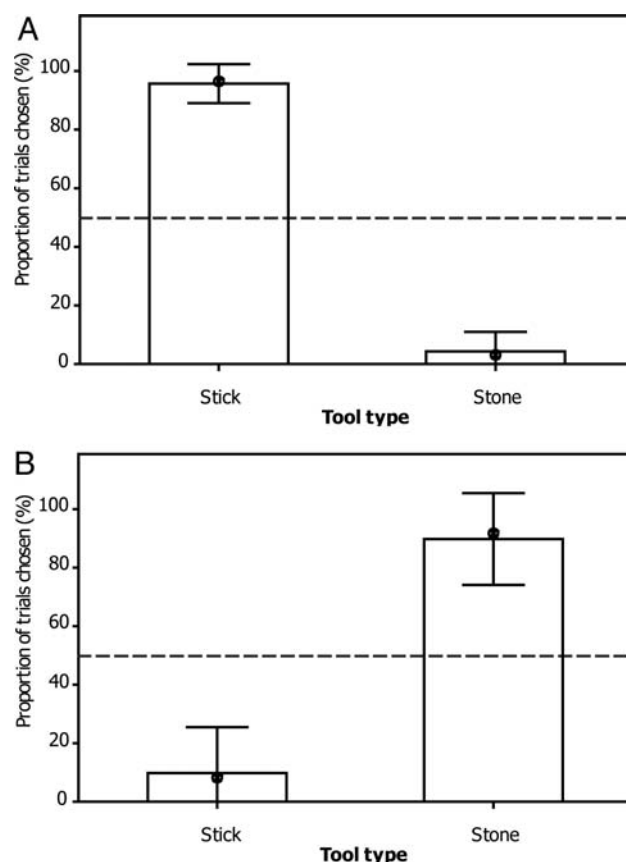 A
Proportion of trials chosen (%)
100
80
60
40
20
0
Stick
Stone
Tool type
B
Proportion of trials chosen (%)
100
80
60
40
20
0
Stick
Stone
Tool type